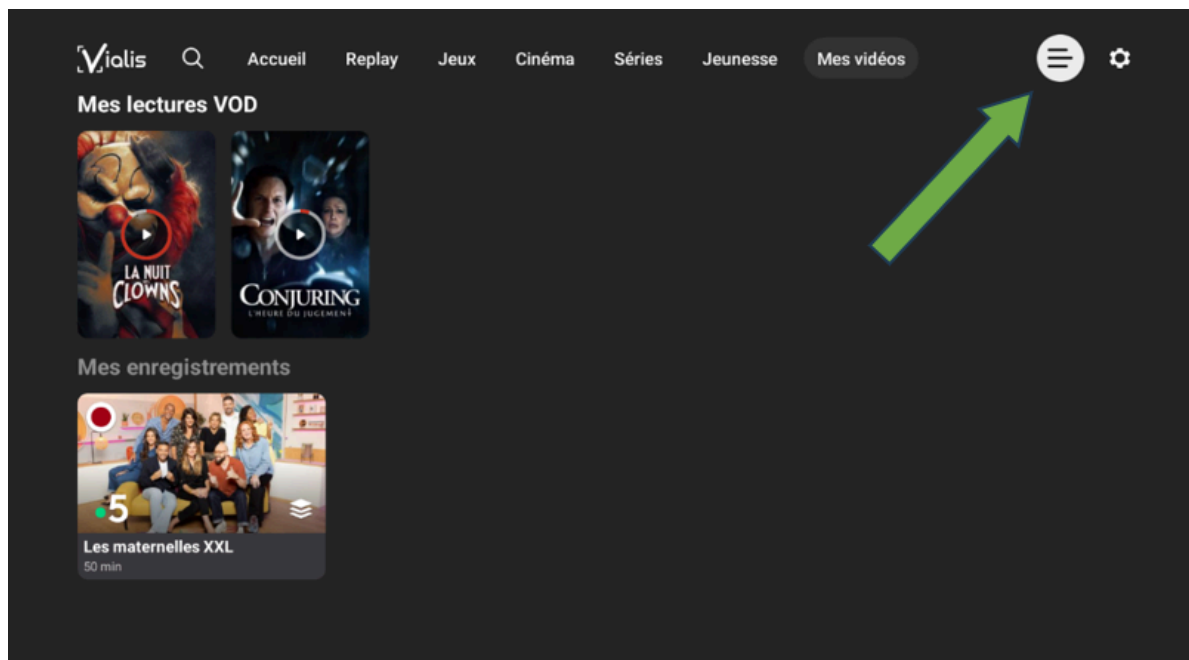 Vialis
Accueil
Replay
Jeux
Cinéma
Séries
Jeunesse
Mes vidéos
Mes lectures VOD
LA NUIT
CLOWNS
CONJURING
L'HEURE DU JUGEMENT
Mes enregistrements
5
Les maternelles XXL
50 min